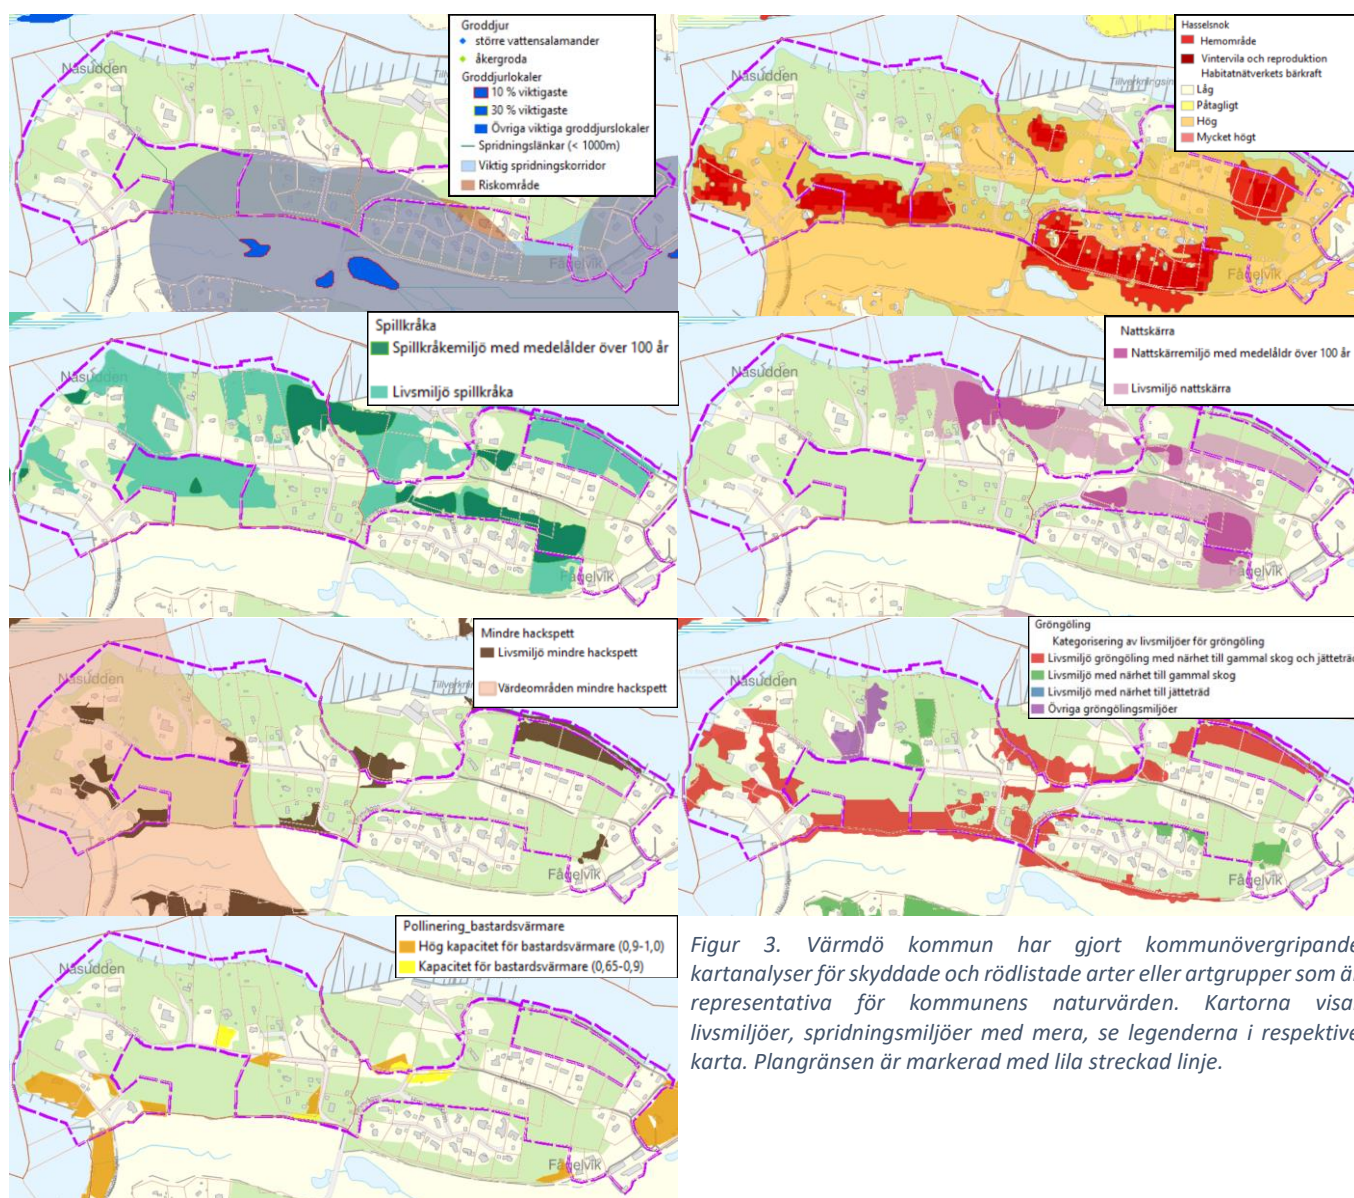 Groddjur
större vattensalamander
åkergroda
Groddjurlokaler
10 % viktigaste
30 % viktigaste
Övriga viktiga groddjurslokaler
Spridningslänkar (< 1000m)
Viktig spridningskorridor
Riskområde
Näsudden
Fågelvik
Hasselsnok
Hemområde
Vintervila och reproduktion
Habitatnätverkets bärkraft
Låg
Påtagligt
Hög
Mycket högt
Näsudden
Tillverkningsin
Fågelvik
Spillkråka
Spillkråkemiljö med medelålder över 100 år
Livsmiljö spillkråka
Näsudden
Fågelvik
Nattskärra
Nattskärremiljö med medelåldr över 100 år
Livsmiljö nattskärra
Näsudden
Fågelvik
Mindre hackspett
Livsmiljö mindre hackspett
Värdeområden mindre hackspett
Näsudden
Tillverkning
Fågelvik
Gröngöling
Kategorisering av livsmiljöer för gröngöling
Livsmiljö gröngöling med närhet till gammal skog och jätteträd
Livsmiljö med närhet till gammal skog
Livsmiljö med närhet till jätteträd
Övriga gröngölingsmiljöer
Näsudden
Fågelvik
Pollinering_bastardsvärmare
Hög kapacitet för bastardsvärmare (0,9-1,0)
Kapacitet för bastardsvärmare (0,65-0,9)
Näsudden
Fågelvik
Figur 3. Värmdö kommun har gjort kommunövergripande
kartanalyser för skyddade och rödlistade arter eller artgrupper som är
representativa för kommunens naturvärden. Kartorna visar
livsmiljöer, spridningsmiljöer med mera, se legenderna i respektive
karta. Plangränsen är markerad med lila streckad linje.